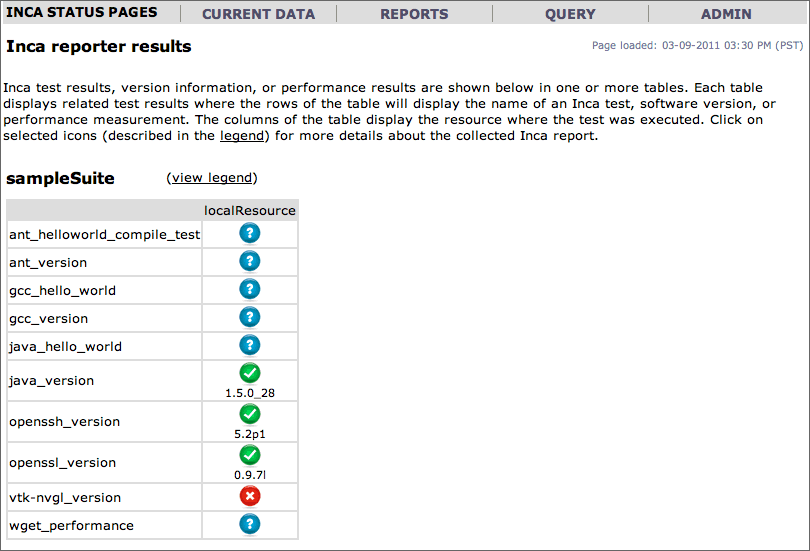 INCA STATUS PAGES CURRENT DATA REPORTS QUERY ADMIN
Inca reporter results Page loaded: 03-09-2011 03:30 PM (PST)
Inca test results, version information, or performance results are shown below in one or more tables. Each table
displays related test results where the rows of the table will display the name of an Inca test, software version, or
performance measurement. The columns of the table display the resource where the test was executed. Click on
selected icons (described in the legend) for more details about the collected Inca report.
sampleSuite (view legend)
localResource
ant_helloworld_compile_test ?
ant_version ?
gcc_hello_world ?
gcc_version ?
java_hello_world ?
java_version
1.5.0_28
openssh_version
5.2p1
openssl_version
0.9.7l
vtk-nvgl_version
wget_performance ?